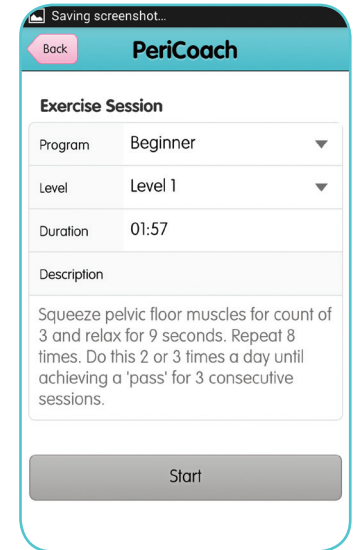 Saving screenshot...
Back
PeriCoach
Exercise Session
Program Beginner
Level Level 1
Duration 01:57
Description
Squeeze pelvic floor muscles for count of
3 and relax for 9 seconds. Repeat 8
times. Do this 2 or 3 times a day until
achieving a 'pass' for 3 consecutive
sessions.
Start